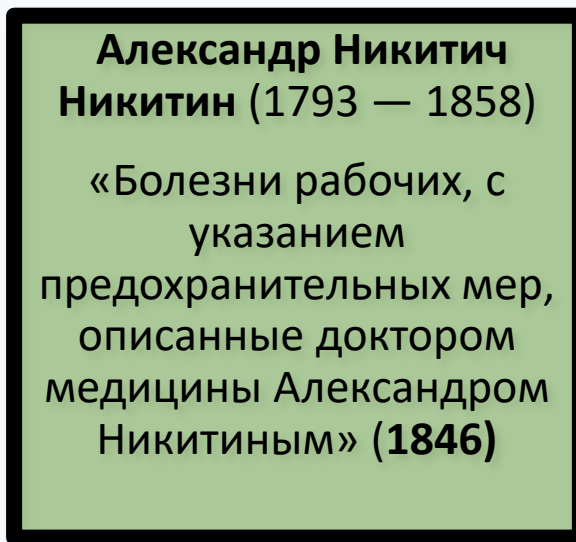 Александр Никитич
Никитин (1793 — 1858)
«Болезни рабочих, с
указанием
предохранительных мер,
описанные доктором
медицины Александром
Никитиным» (1846)